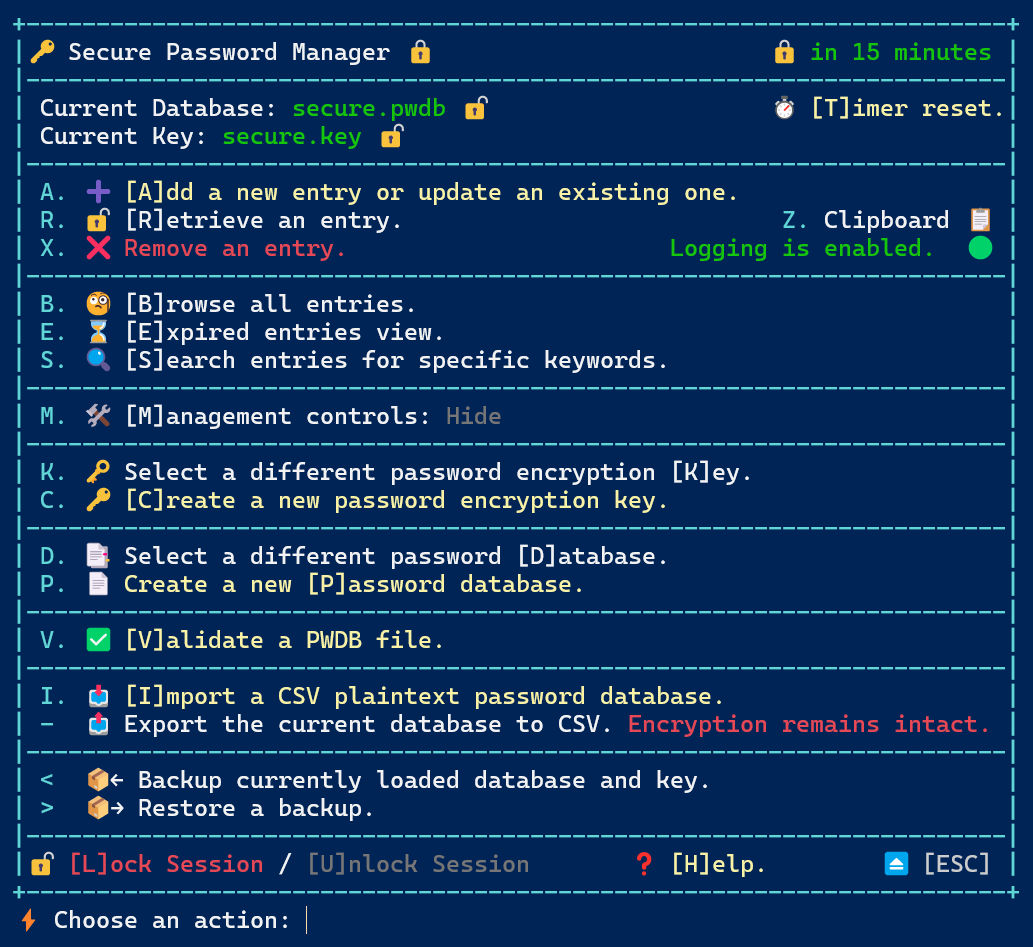 Secure Password Manager in 15 minutes
Current Database: secure.pwdb [T]imer reset.
Current Key: secure.key
A. [A]dd a new entry or update an existing one.
R. [R]etrieve an entry. Z. Clipboard
X. Remove an entry. Logging is enabled.
B. [B]rowse all entries.
E. [E]xpired entries view.
S. [S]earch entries for specific keywords.
M. [M]anagement controls: Hide
K. Select a different password encryption [K]ey.
C. [C]reate a new password encryption key.
D. Select a different password [D]atabase.
P. Create a new [P]assword database.
V. [V]alidate a PWDB file.
I. [I]mport a CSV plaintext password database.
- Export the current database to CSV. Encryption remains intact.
< ← Backup currently loaded database and key.
> → Restore a backup.
[L]ock Session / [U]nlock Session ❓ [H]elp. [ESC]
Choose an action: